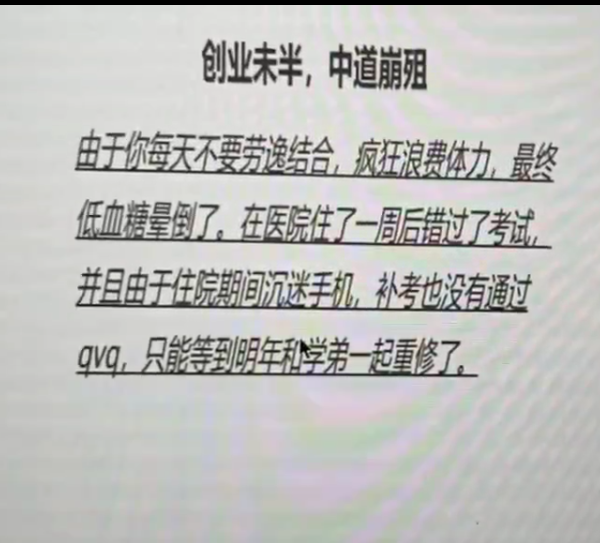 创业未半，中道崩殂
由于你每天不要劳逸结合，疯狂浪费体力，最终
低血糖晕倒了。在医院住了一周后错过了考试，
并且由于住院期间沉迷手机，补考也没有通过
qvq，只能等到明年和学弟一起重修了。